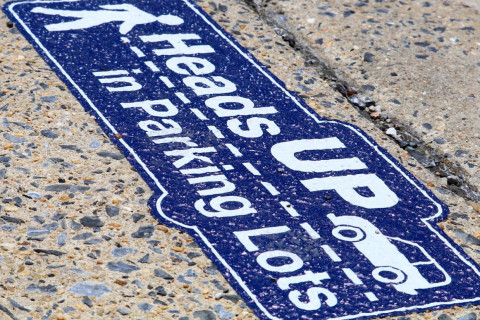 Heads UP
in Parking Lots